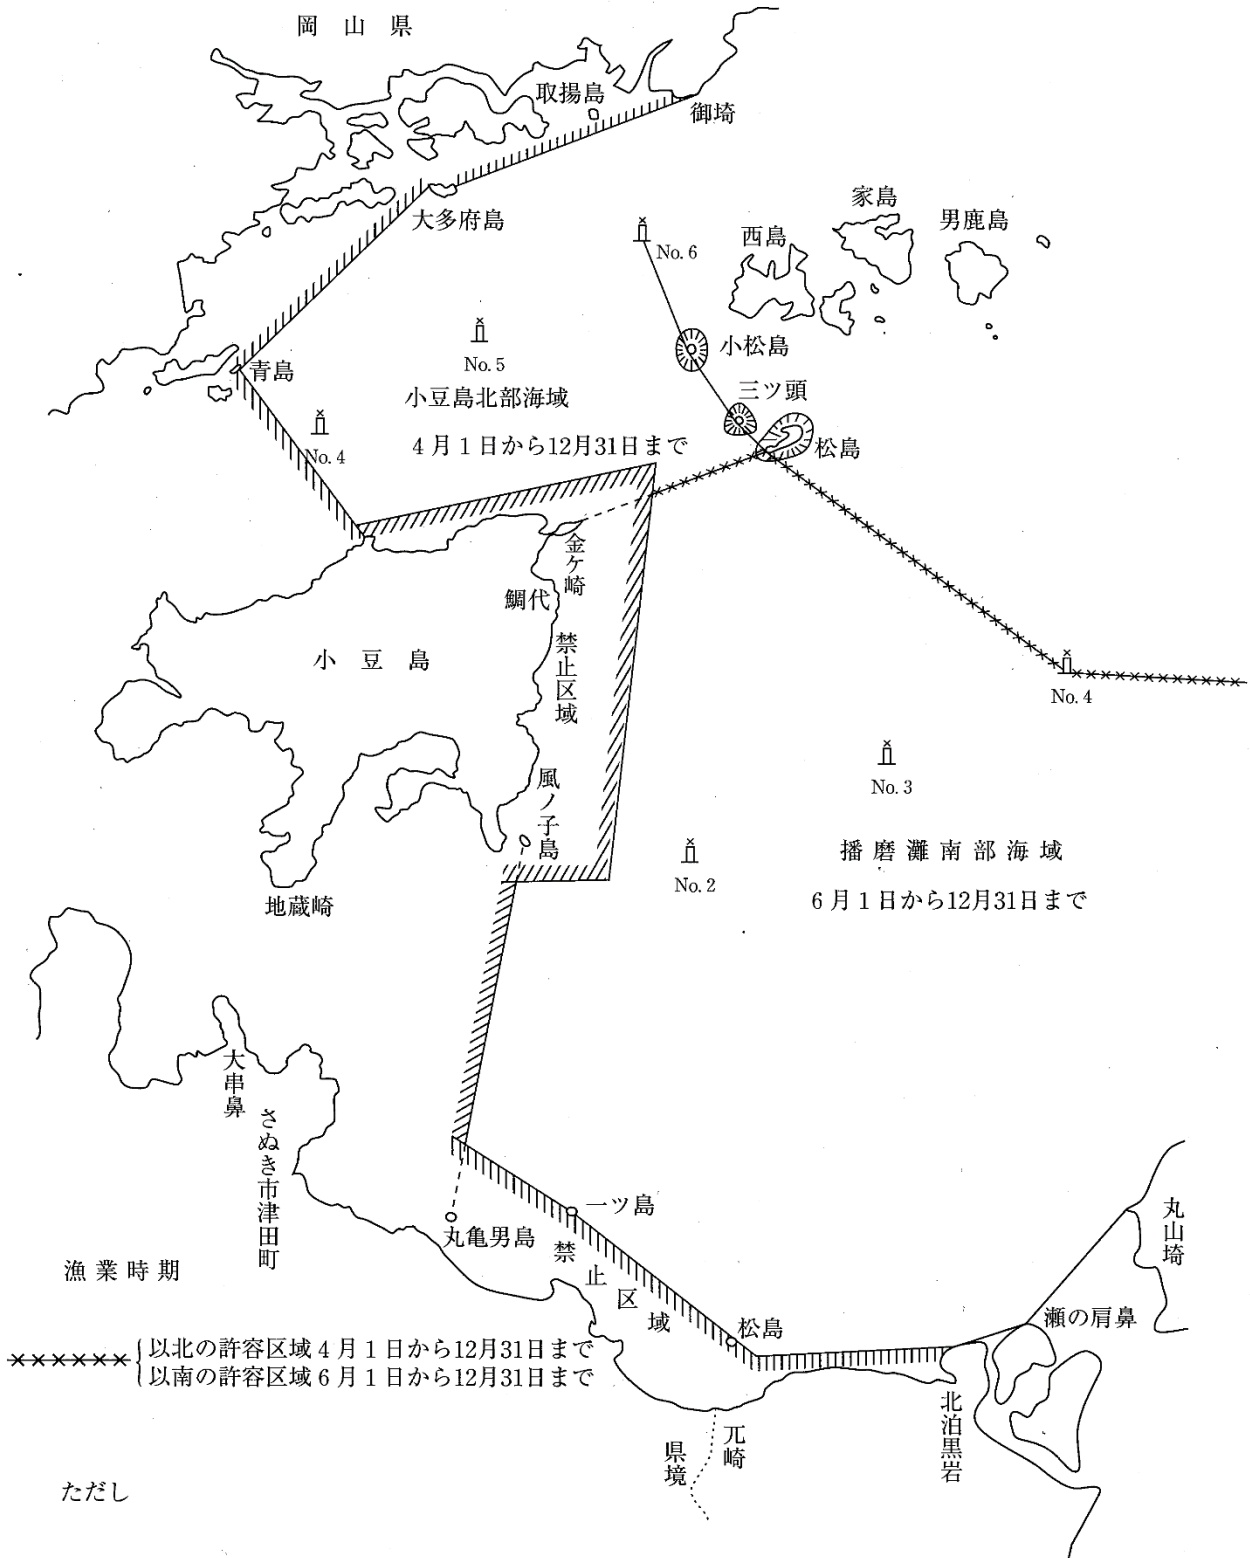 岡山県
取揚島
御埼
大多府島
家島
男鹿島
西島
No.6
小松島
No.5
青島
三ツ頭
小豆島北部海域
松島
No.4
4月1日から12月31日まで
金ヶ崎
鯛代
禁止区域
小豆島
No.4
No.3
風ノ子島
播磨灘南部海域
No.2
6月1日から12月31日まで
地蔵崎
大串鼻
さぬき市津田町
一ツ島
丸亀男島
禁止区域
丸山埼
漁業時期
瀬の肩鼻
松島
以北の許容区域4月1日から12月31日まで
以南の許容区域6月1日から12月31日まで
北泊黒岩
県境
ただし